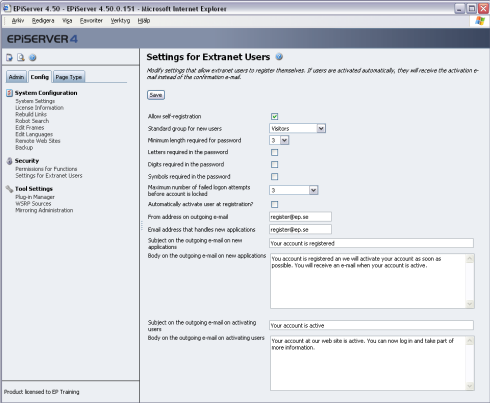 EPiServer 4.50 - EPiServer 4.50.0.151 - Microsoft Internet Explorer
Arkiv Redigera Visa Favoriter Verktyg Hjälp
EPiSERVER 4
Admin Config Page Type
System Configuration
System Settings
License Information
Rebuild Links
Robot Search
Edit Frames
Edit Languages
Remote Web Sites
Backup
Security
Permissions for Functions
Settings for Extranet Users
Tool Settings
Plug-in Manager
WSRP Sources
Mirroring Administration
Product licensed to EP Training
Settings for Extranet Users
Modify settings that allow extranet users to register themselves. If users are activated automatically, they will receive the activation e-
mail instead of the confirmation e-mail.
Save
Allow self-registration
Standard group for new users Visitors
Minimum length required for password 3
Letters required in the password
Digits required in the password
Symbols required in the password
Maximum number of failed logon attempts
before account is locked 3
Automatically activate user at registration?
From address on outgoing e-mail register@ep.se
Email address that handles new applications register@ep.se
Subject on the outgoing e-mail on new
applications Your account is registered
Body on the outgoing e-mail on new applications You account is registered an we will activate your account as soon as
possible. You will receive an e-mail when your account is active.
Subject on the outgoing e-mail on activating
users Your account is active
Body on the outgoing e-mail on activating users Your account at our web site is active. You can now log in and take part of
more information.